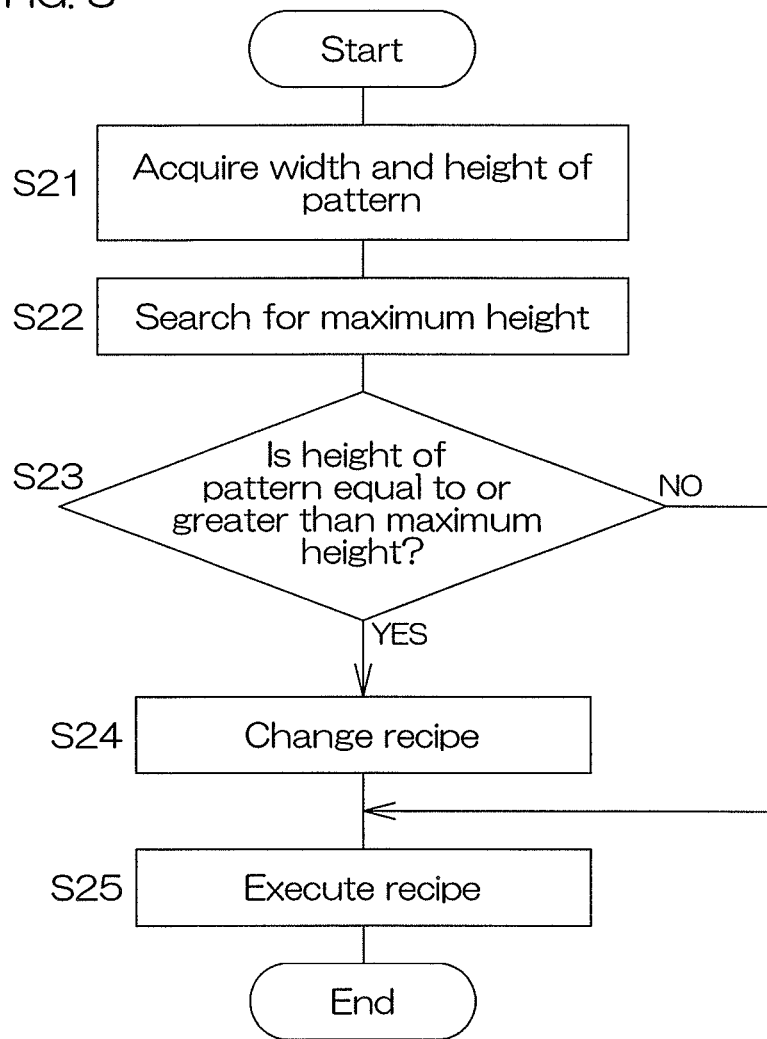 Start
S21
Acquire width and height of
pattern
S22
Search for maximum height
S23
Is height of
pattern equal to or
greater than maximum
height?
NO
YES
S24
Change recipe
S25
Execute recipe
End